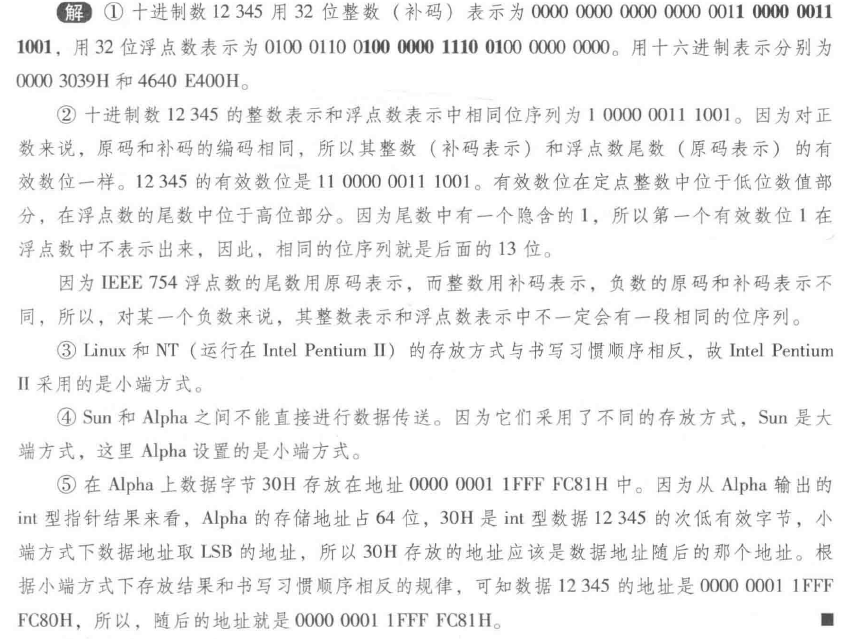 解 ① 十进制数 12 345 用 32 位整数（补码）表示为 0000 0000 0000 0000 0011 0000 0011
1001，用 32 位浮点数表示为 0100 0110 0100 0000 1110 0100 0000 0000。用十六进制表示分别为
0000 3039H 和 4640 E400H。
② 十进制数 12 345 的整数表示和浮点数表示中相同位序列为 1 0000 0011 1001。因为对正
数来说，原码和补码的编码相同，所以其整数（补码表示）和浮点数尾数（原码表示）的有
效数位一样。12 345 的有效数位是 11 0000 0011 1001。有效数位在定点整数中位于低位数值部
分，在浮点数的尾数中位于高位部分。因为尾数中有一个隐含的 1，所以第一个有效数位 1 在
浮点数中不表示出来，因此，相同的位序列就是后面的 13 位。
因为 IEEE 754 浮点数的尾数用原码表示，而整数用补码表示，负数的原码和补码表示不
同，所以，对某一个负数来说，其整数表示和浮点数表示中不一定会有一段相同的位序列。
③ Linux 和 NT（运行在 Intel Pentium II）的存放方式与书写习惯顺序相反，故 Intel Pentium
II 采用的是小端方式。
④ Sun 和 Alpha 之间不能直接进行数据传送。因为它们采用了不同的存放方式，Sun 是大
端方式，这里 Alpha 设置的是小端方式。
⑤ 在 Alpha 上数据字节 30H 存放在地址 0000 0001 1FFF FC81H 中。因为从 Alpha 输出的
int 型指针结果来看，Alpha 的存储地址占 64 位，30H 是 int 型数据 12 345 的次低有效字节，小
端方式下数据地址取 LSB 的地址，所以 30H 存放的地址应该是数据地址随后的那个地址。根
据小端方式下存放结果和书写习惯顺序相反的规律，可知数据 12 345 的地址是 0000 0001 1FFF
FC80H，所以，随后的地址就是 0000 0001 1FFF FC81H。